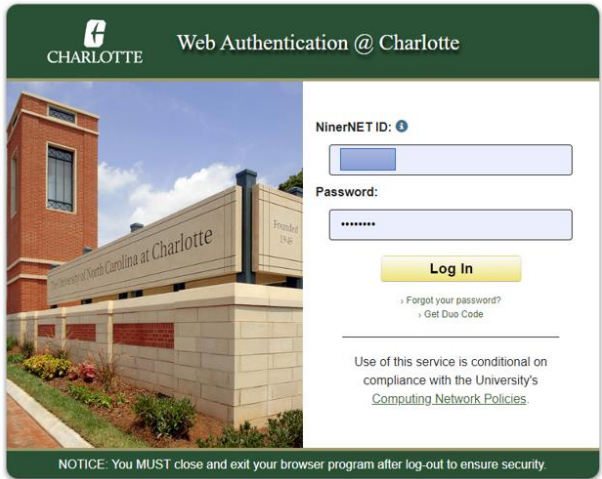 CHARLOTTE
Web Authentication @ Charlotte
NinerNET ID:
Password:
Log In
› Forgot your password?
› Get Duo Code
The University of North Carolina at Charlotte
Founded
1946
Use of this service is conditional on
compliance with the University's
Computing Network Policies.
NOTICE: You MUST close and exit your browser program after log-out to ensure security.